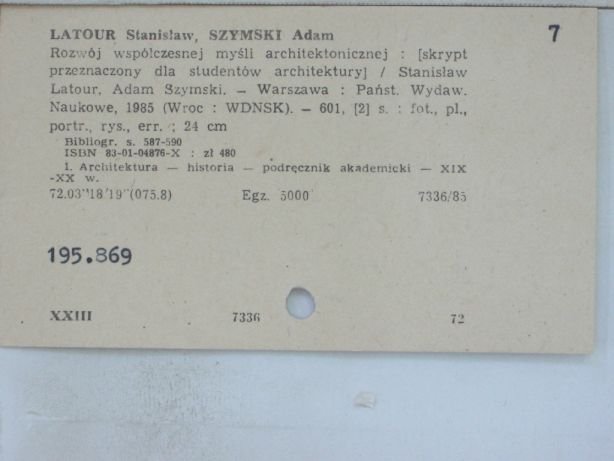 LATOUR Stanisław, SZYMSKI Adam 7
Rozwój współczesnej myśli architektonicznej : [skrypt
przeznaczony dla studentów architektury] / Stanisław
Latour, Adam Szymski. — Warszawa : Państ. Wydaw.
Naukowe, 1985 (Wroc : WDNSK). — 601, [2] s. : fot., pl.,
portr., rys., err. ; 24 cm
Bibliogr. s. 587-590
ISBN 83-01-04876-X : zł 480
1. Architektura — historia — podręcznik akademicki — XIX
-XX w.
72.03"18/19"(075.8) Egz. 5000 7336/85
195.869
XXIII 7336 72